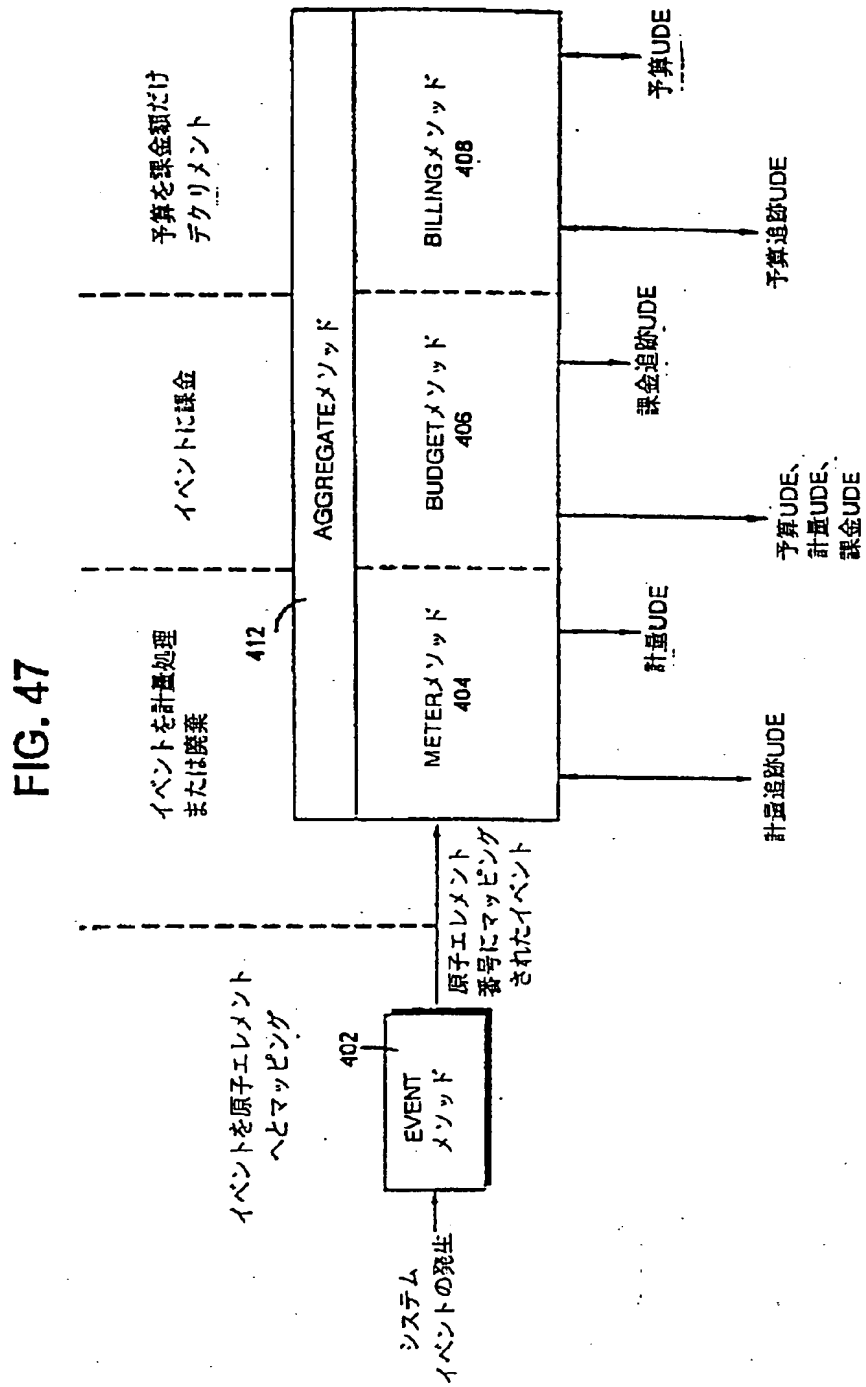 FIG. 47
イベントを原子エレメント
へとマッピング
イベントを計量処理
または廃棄
イベントに課金
予算を課金額だけ
デクリメント
システム
イベントの発生
402
EVENT
メソッド
原子エレメント
番号にマッピング
されたイベント
412
AGGREGATEメソッド
METERメソッド
404
BUDGETメソッド
406
BILLINGメソッド
408
計量追跡UDE
計量UDE
予算UDE、
計量UDE、
課金UDE
課金追跡UDE
予算追跡UDE
予算UDE